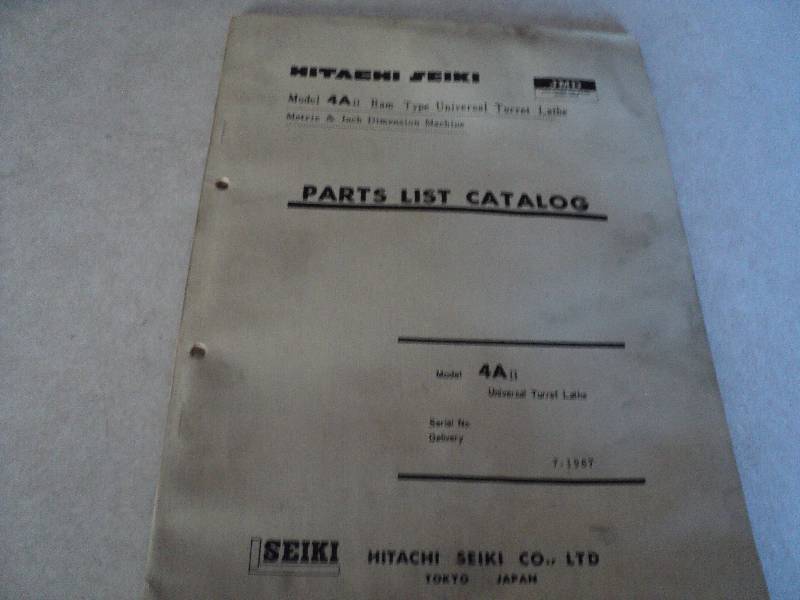 HITACHI SEIKI
Model 4AII Ram Type Universal Turret Lathe
Metric & Inch Dimension Machine
PARTS LIST CATALOG
Model 4AII
Universal Turret Lathe
Serial No
Delivery
7-1967
SEIKI HITACHI SEIKI CO., LTD
TOKYO JAPAN